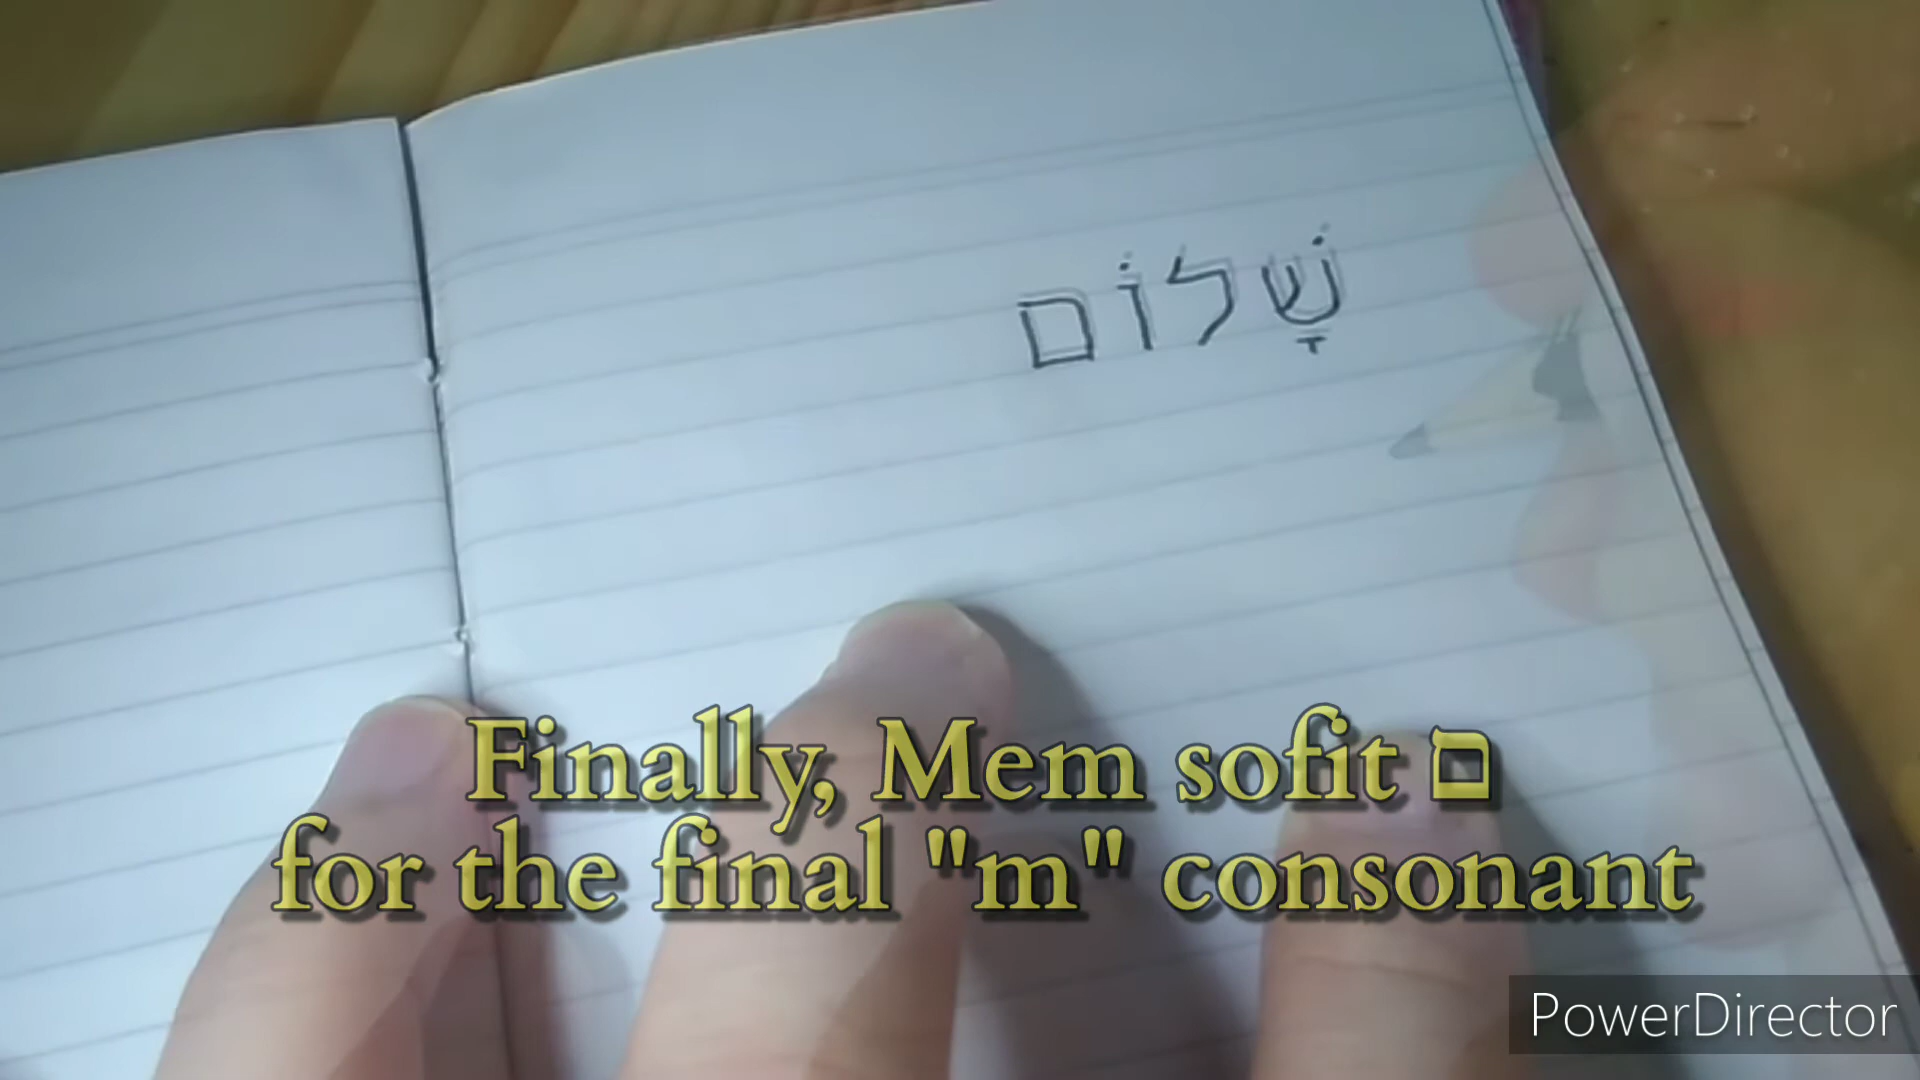 שָׁלוֹם
Finally, Mem sofit ם
for the final "m" consonant
PowerDirector